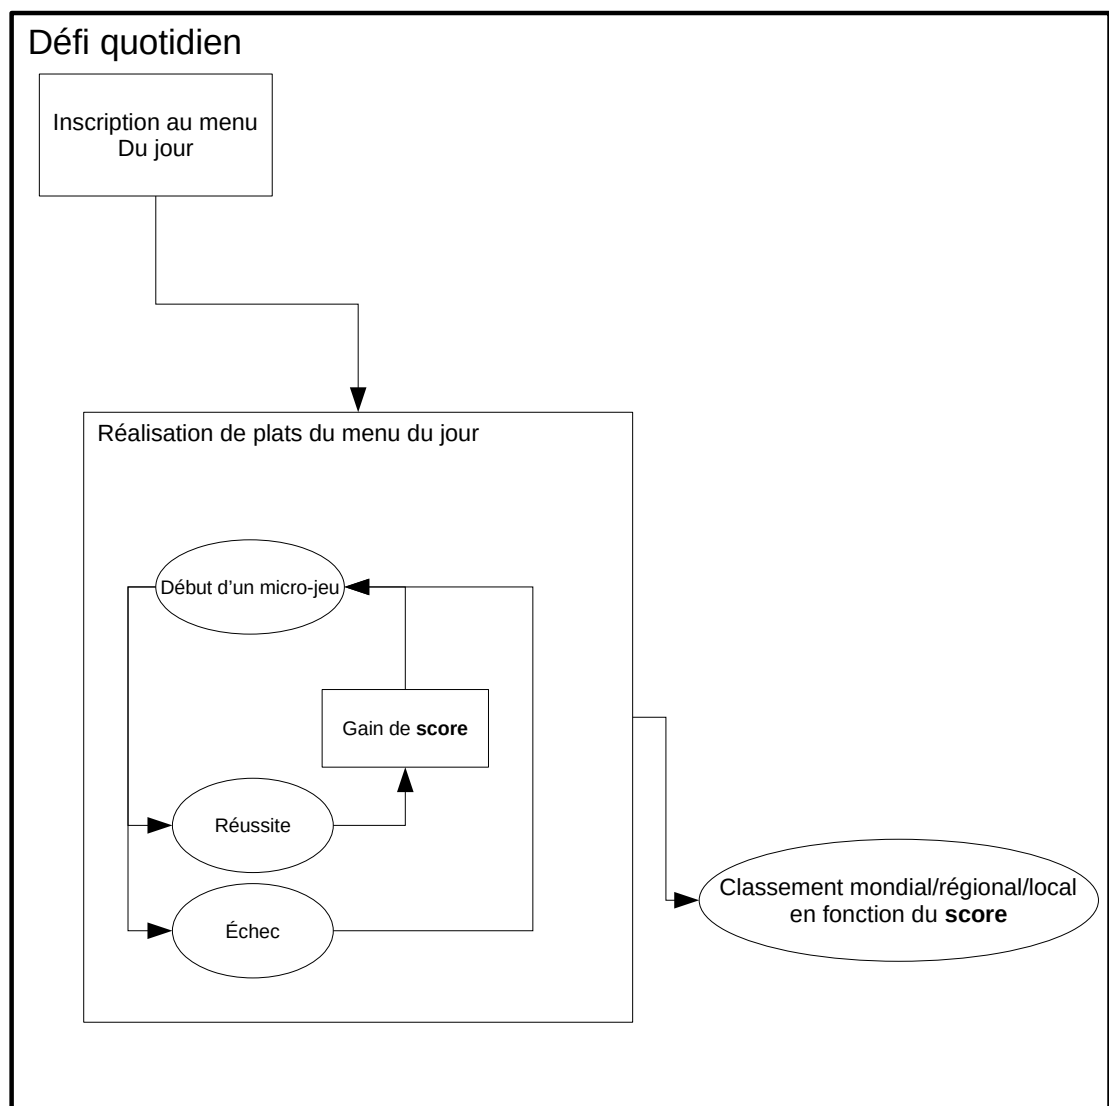 Défi quotidien
Inscription au menu
Du jour
Réalisation de plats du menu du jour
Début d’un micro-jeu
Gain de score
Réussite
Échec
Classement mondial/régional/local
en fonction du score